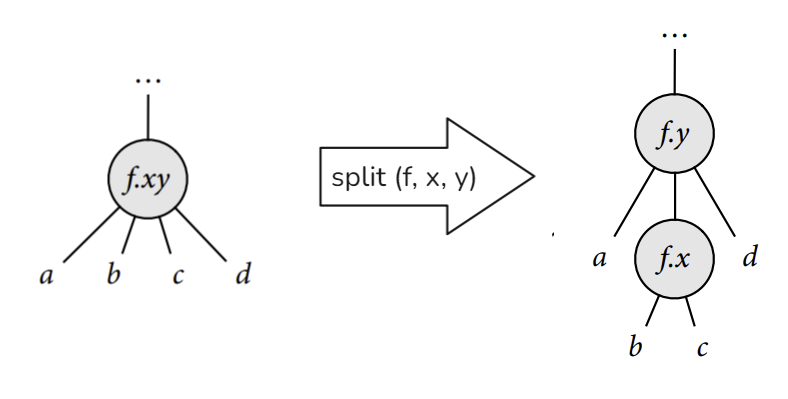 ...
f.xy
a b c d
split (f, x, y)
...
f.y
a f.x d
b c